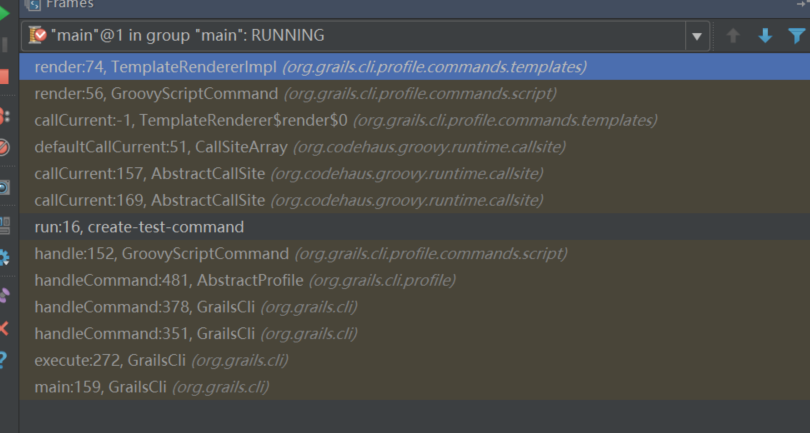 Frames
"main"@1 in group "main": RUNNING
render:74, TemplateRendererImpl (org.grails.cli.profile.commands.templates)
render:56, GroovyScriptCommand (org.grails.cli.profile.commands.script)
callCurrent:-1, TemplateRenderer$render$0 (org.grails.cli.profile.commands.templates)
defaultCallCurrent:51, CallSiteArray (org.codehaus.groovy.runtime.callsite)
callCurrent:157, AbstractCallSite (org.codehaus.groovy.runtime.callsite)
callCurrent:169, AbstractCallSite (org.codehaus.groovy.runtime.callsite)
run:16, create-test-command
handle:152, GroovyScriptCommand (org.grails.cli.profile.commands.script)
handleCommand:481, AbstractProfile (org.grails.cli.profile)
handleCommand:378, GrailsCli (org.grails.cli)
handleCommand:351, GrailsCli (org.grails.cli)
execute:272, GrailsCli (org.grails.cli)
main:159, GrailsCli (org.grails.cli)